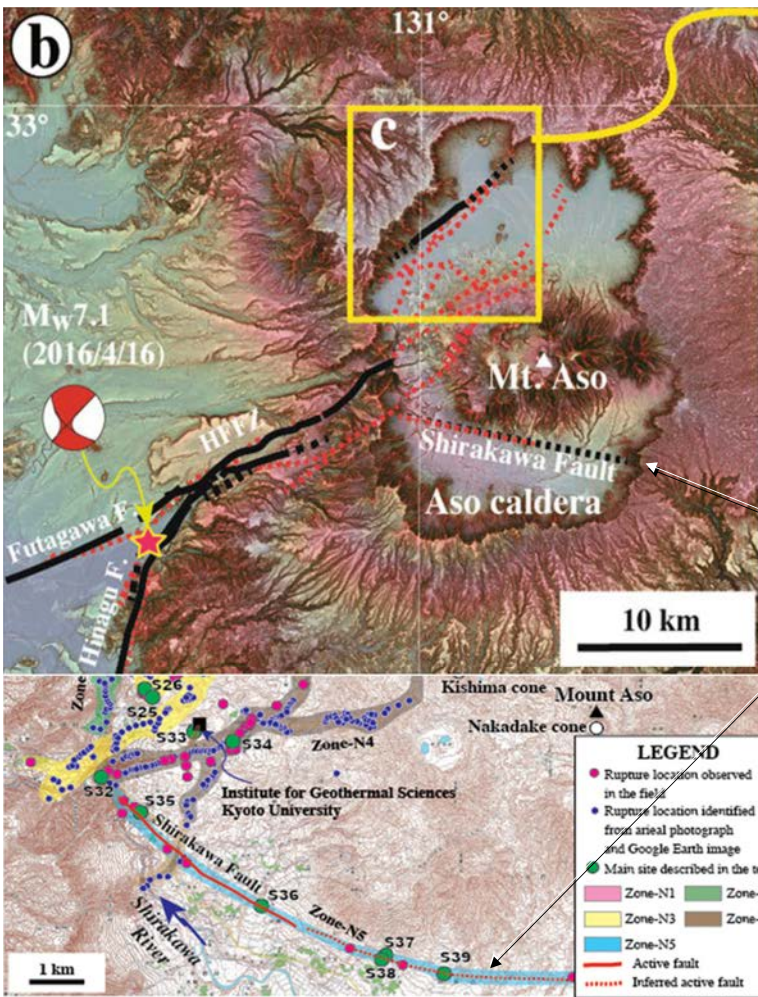 b
131°
33°
c
Mw7.1
(2016/4/16)
Mt. Aso
HFFZ
Shirakawa Fault
Aso caldera
Futagawa F.
Hinagu F.
10 km
Kishima cone
Mount Aso
Nakadake cone
Zone
S26
S25
S33
S34
Zone-N4
Institute for Geothermal Sciences
Kyoto University
S32
S35
Shirakawa Fault
S36
Zone-N5
Shirakawa
River
S37
S38
S39
1 km
LEGEND
Rupture location observed
in the field
Rupture location identified
from arieal photograph
and Google Earth image
Main site described in the te
Zone-N1
Zone-
Zone-N3
Zone-
Zone-N5
Active fault
Inferred active fault